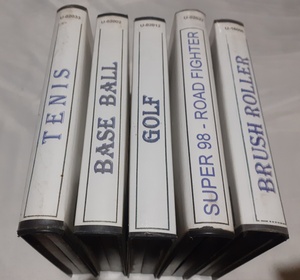 TENIS
BASE BALL
GOLF
SUPER 98 - ROAD FIGHTER
BRUSH ROLLER